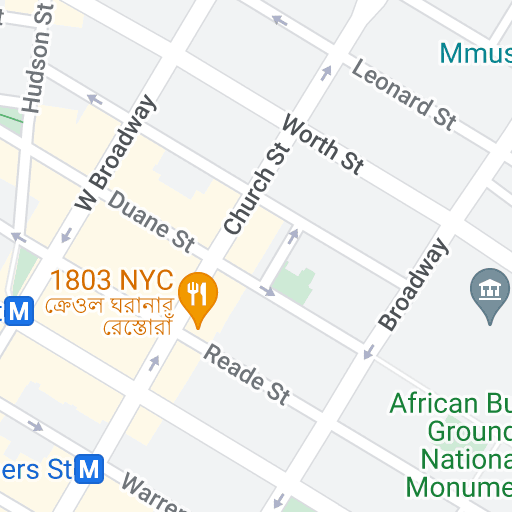 Hudson St
Mmus
Leonard St
Worth St
W Broadway
Church St
Duane St
1803 NYC
ক্রেওল ঘরানার
রেস্তোরাঁ
M
Broadway
Reade St
African Bu
Ground
Nationa
Monume
ers St M
Warren